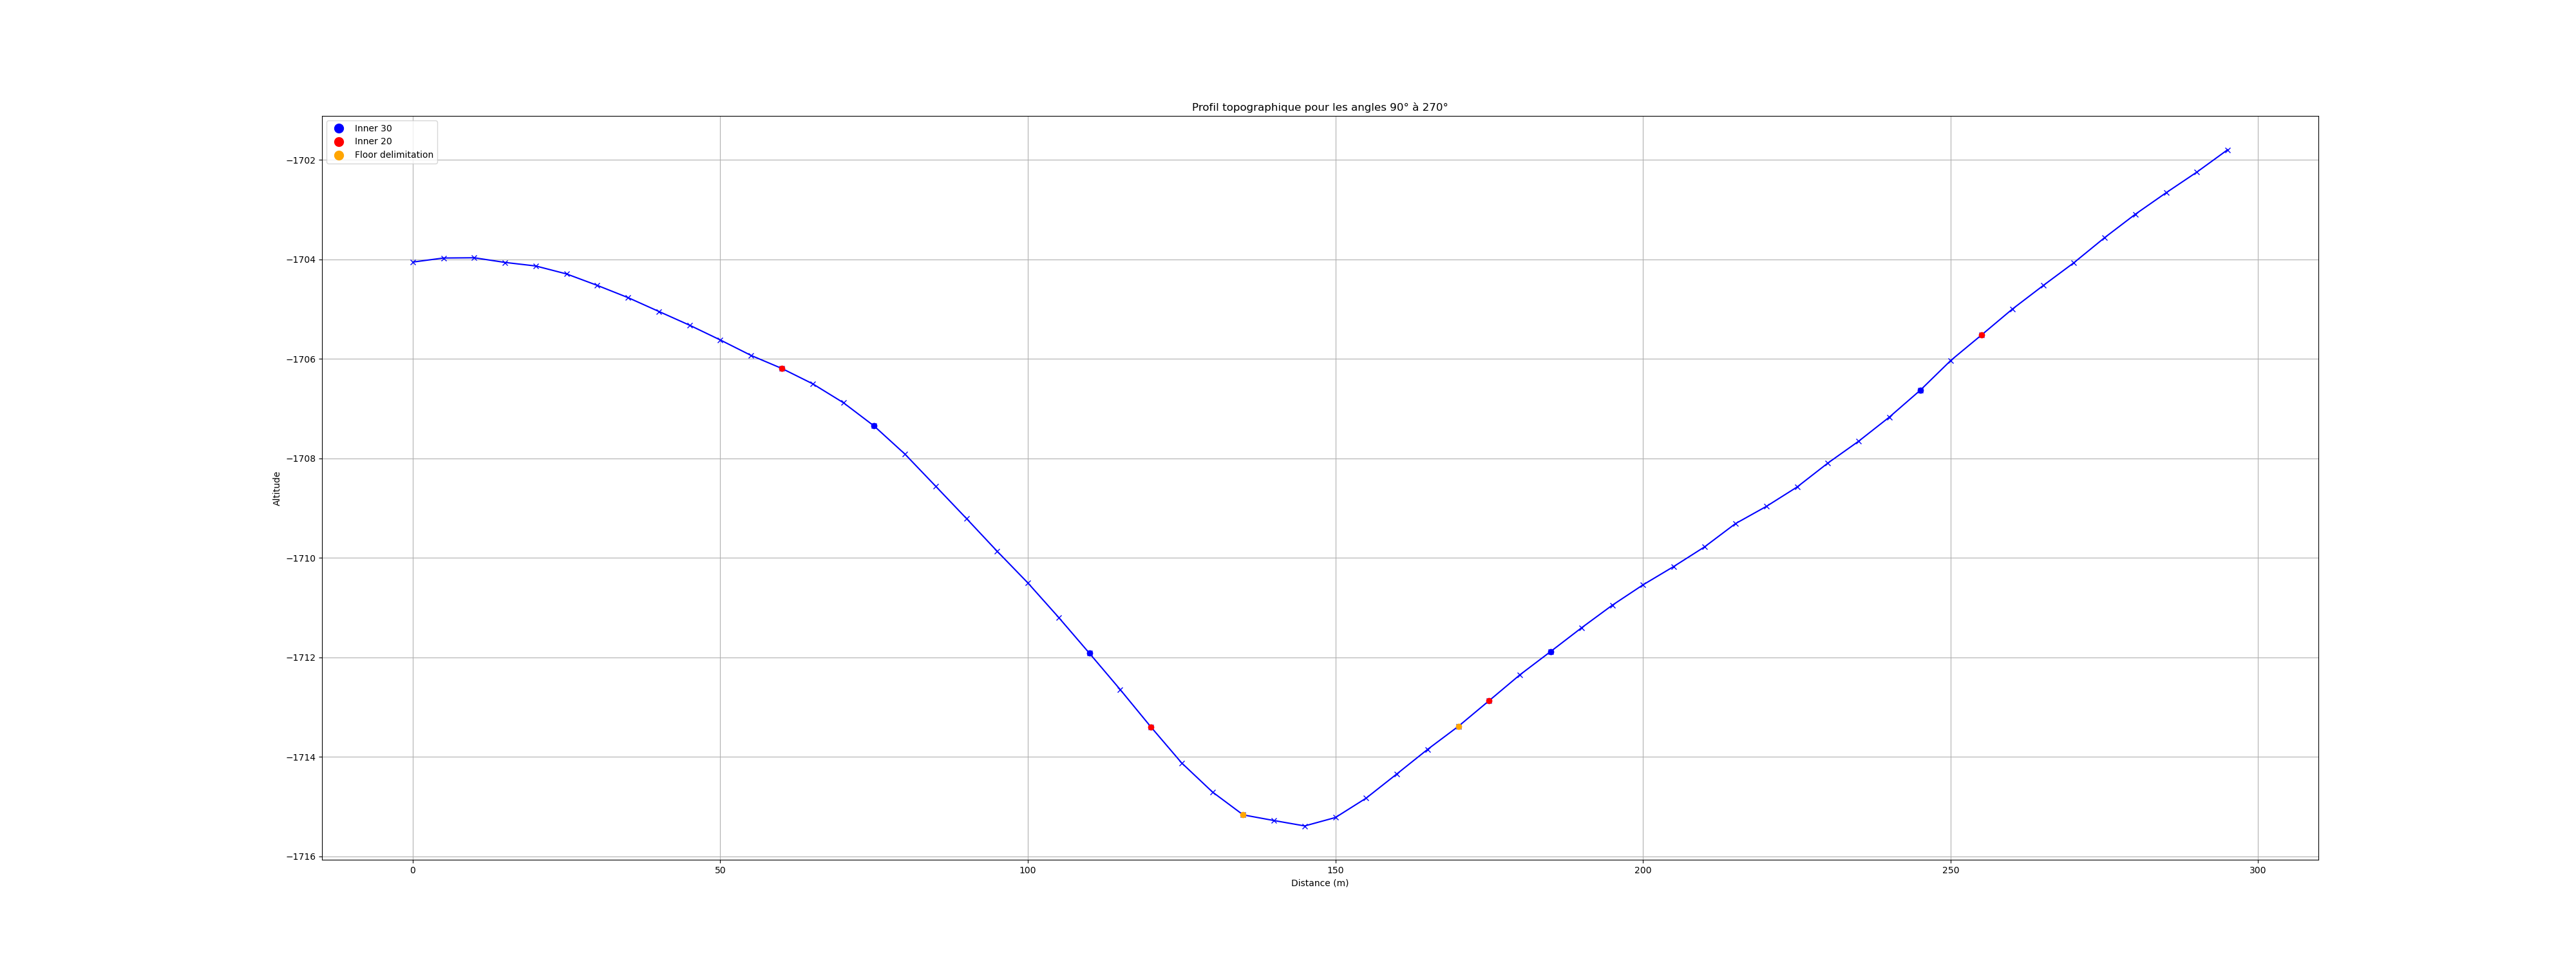 Profil topographique pour les angles 90° à 270°
Inner 30
Inner 20
Floor delimitation
−1702
−1704
−1706
−1708
−1710
−1712
−1714
−1716
Altitude
0
50
100
150
200
250
300
Distance (m)